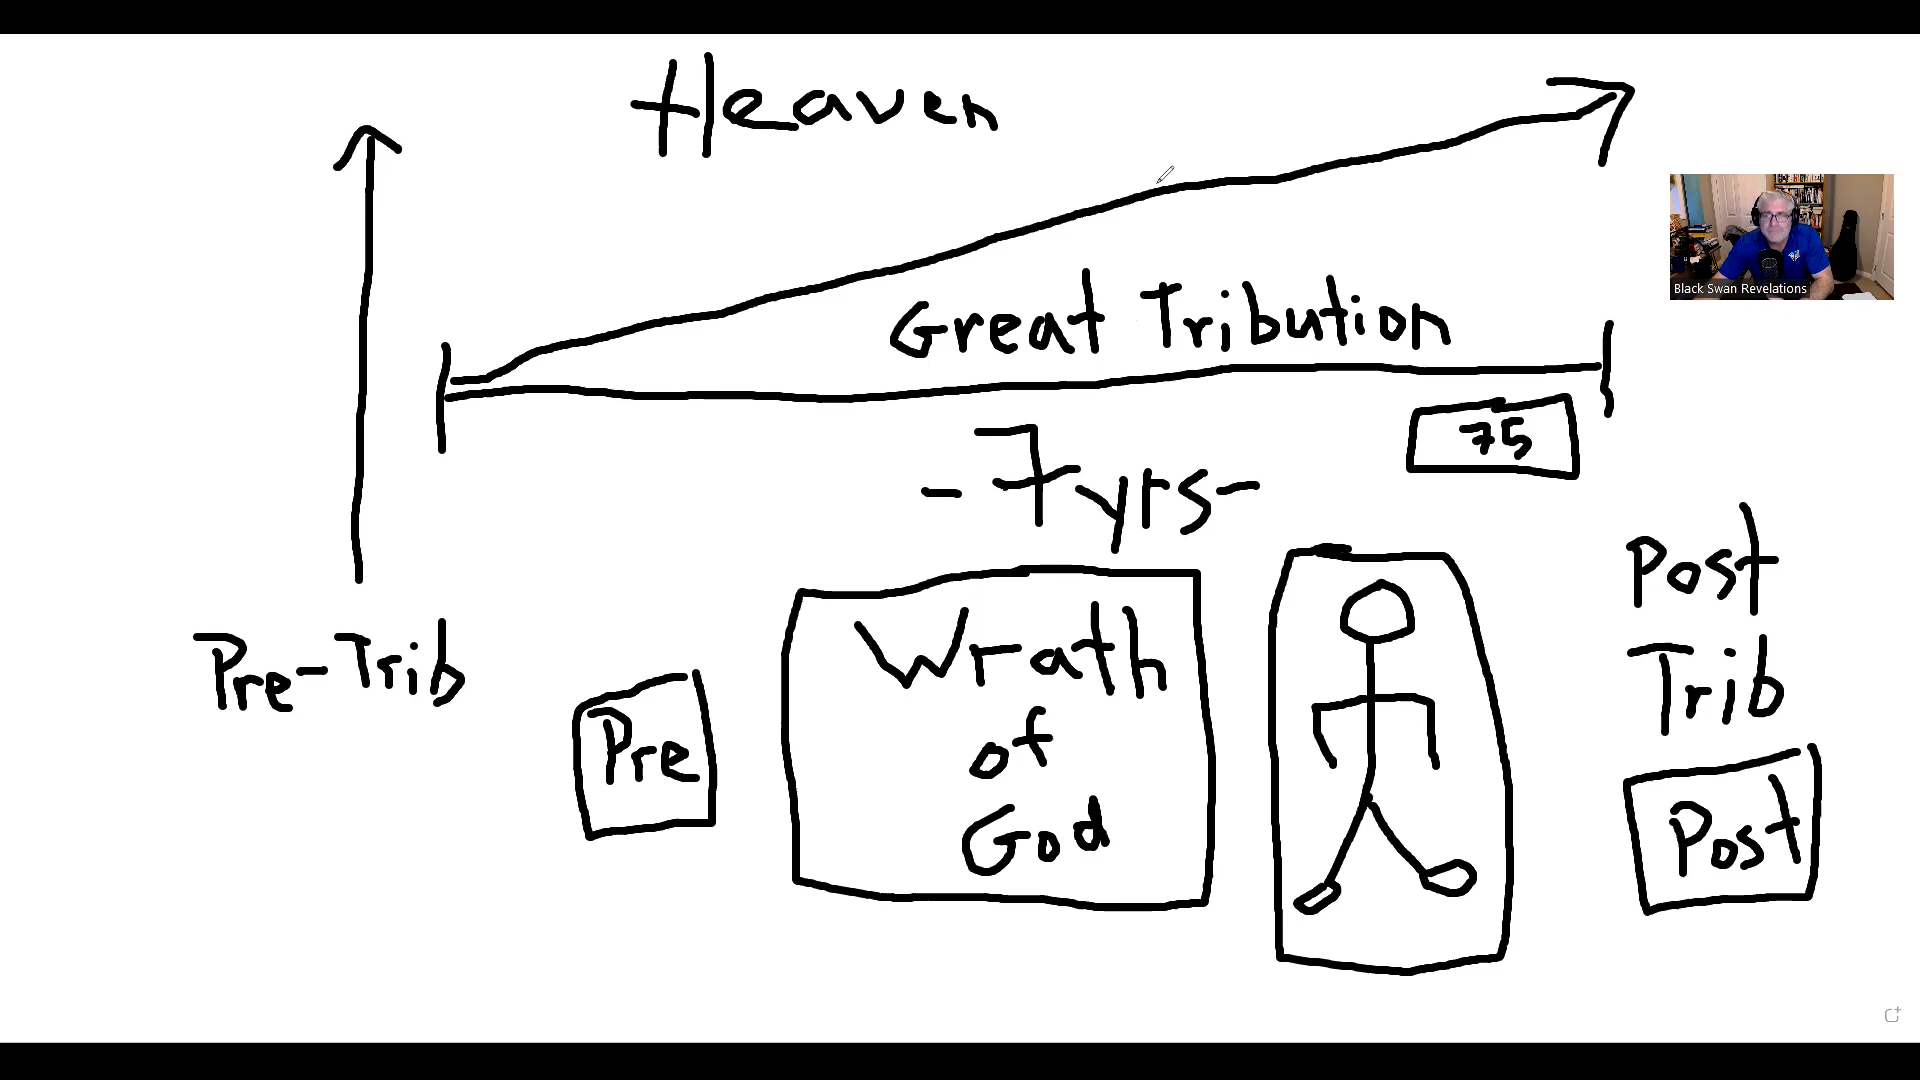 Heaven
Great Tribution
75
-7yrs-
Black Swan Revelations
Pre-Trib
Pre
Wrath
of
God
Post
Trib
Post